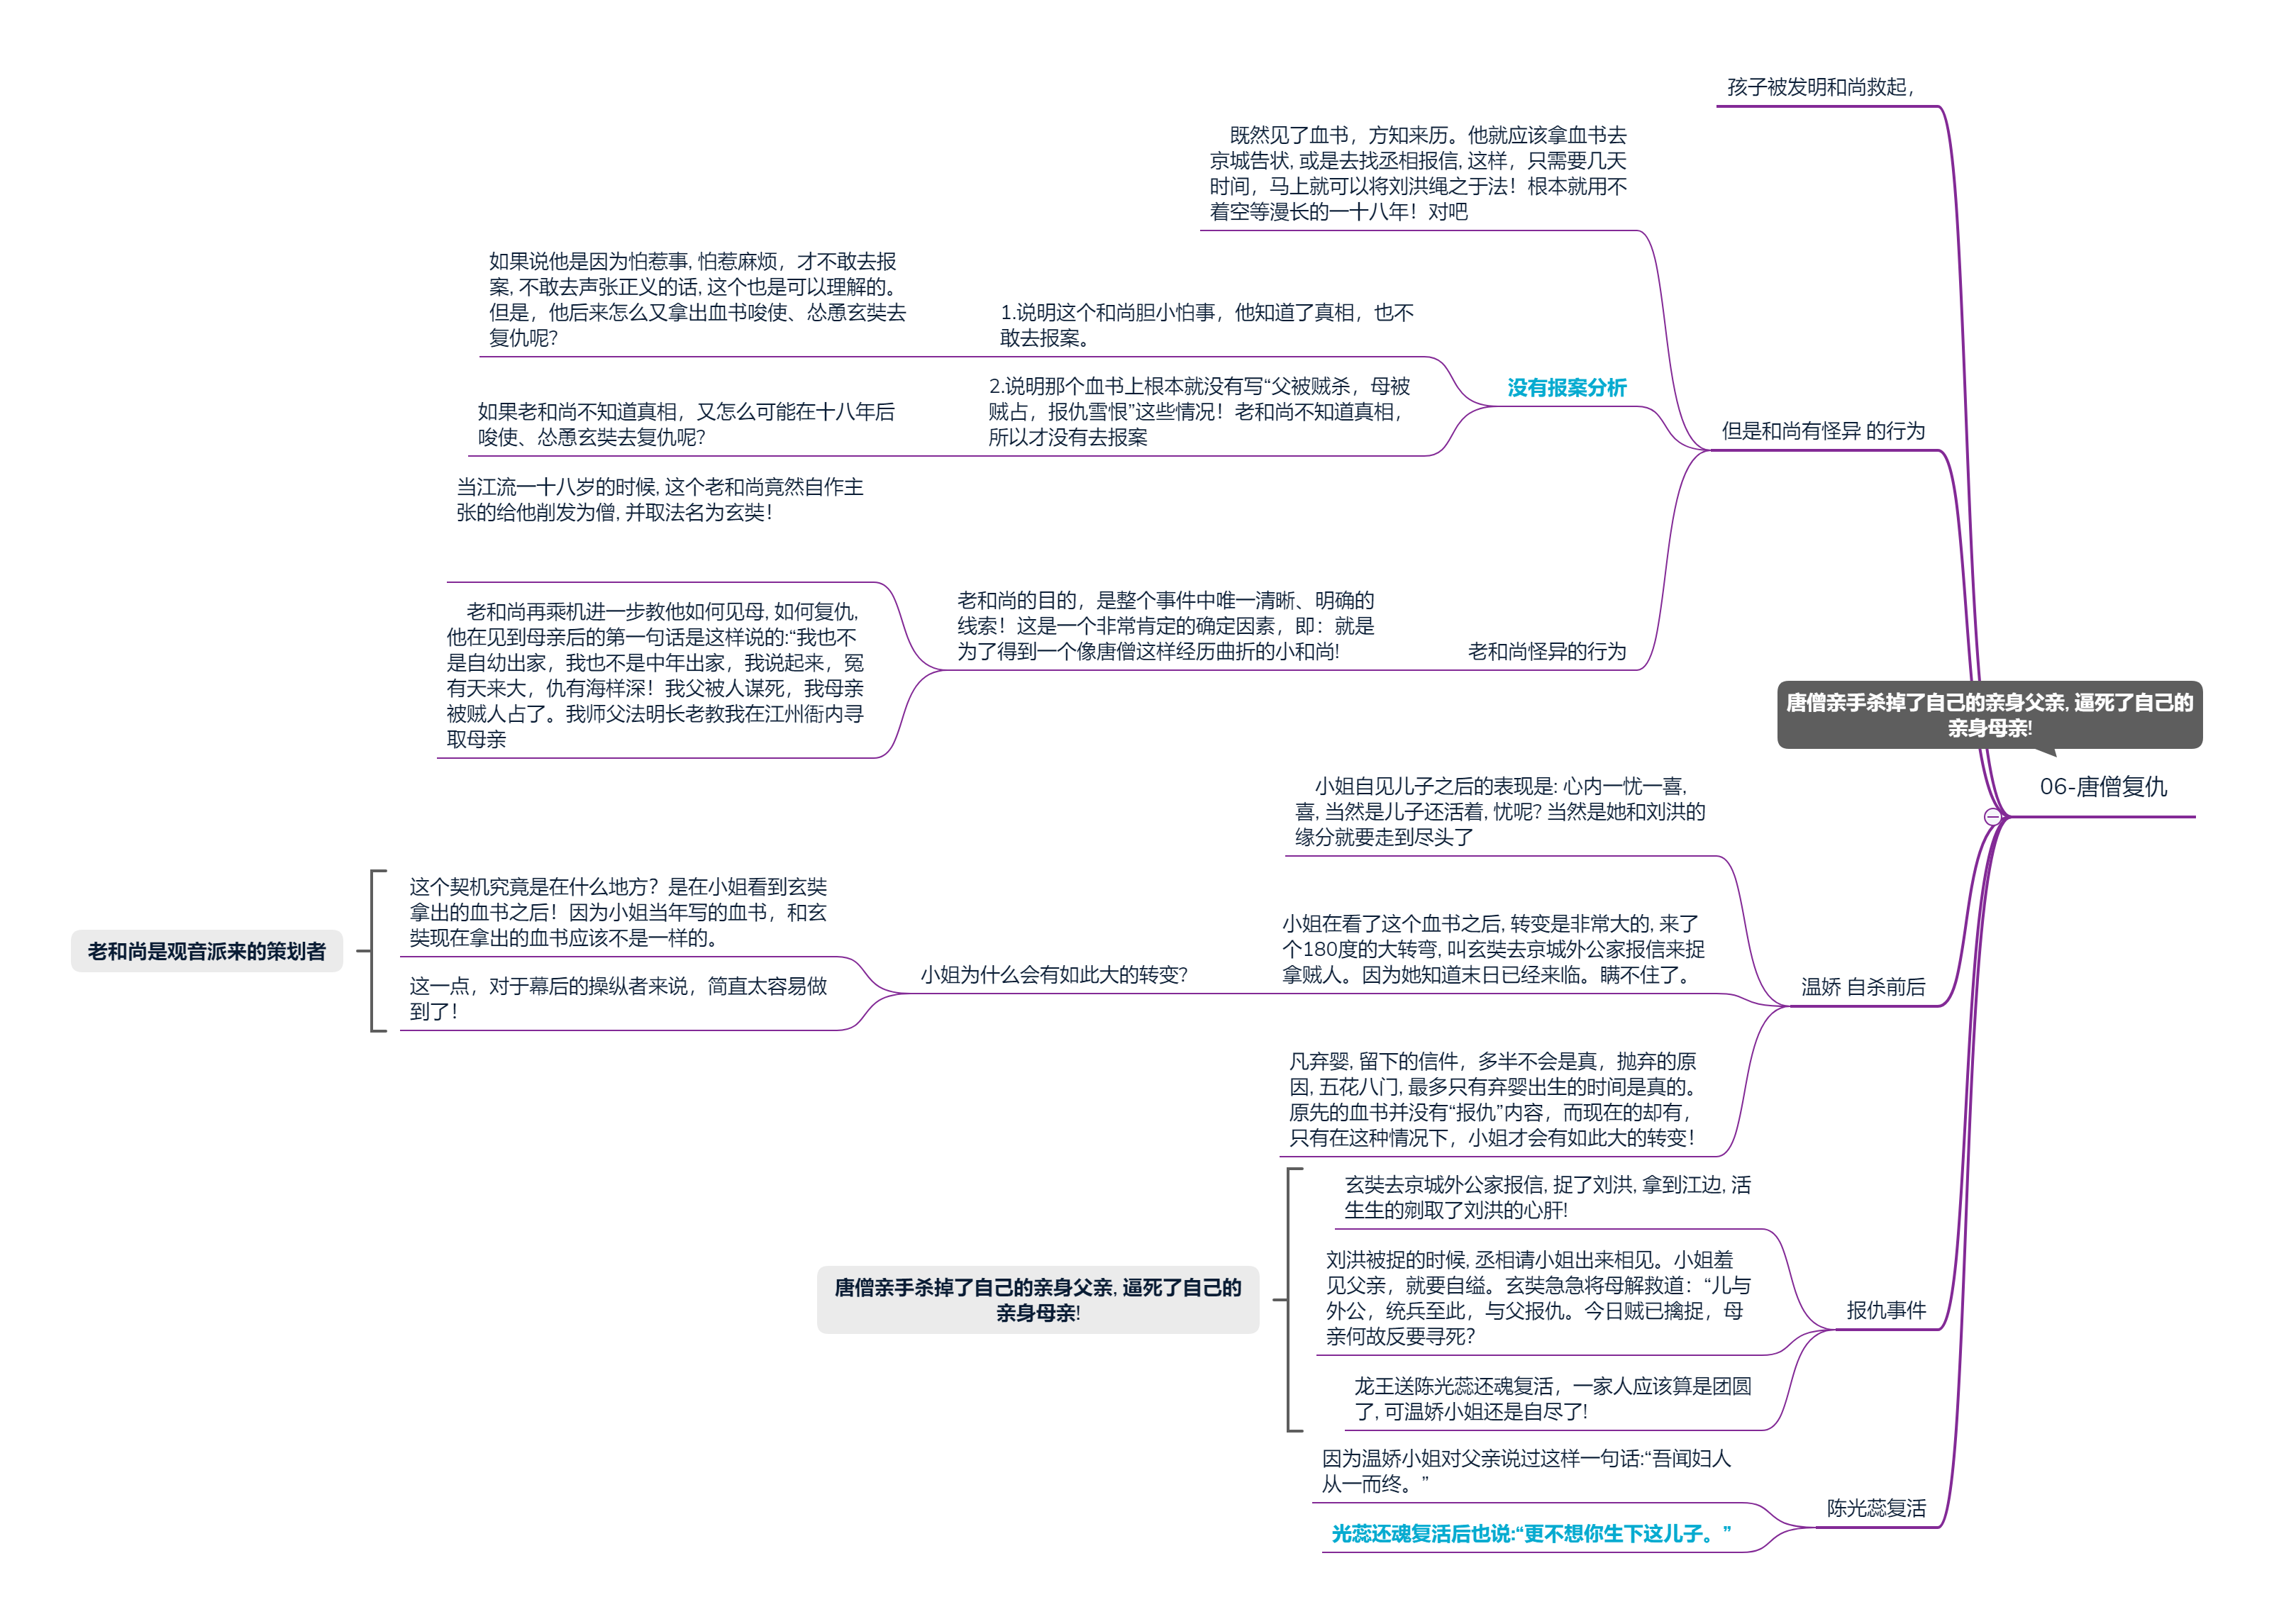 唐僧亲手杀掉了自己的亲身父亲, 逼死了自己的
亲身母亲!
06-唐僧复仇
孩子被发明和尚救起，
但是和尚有怪异 的行为
既然见了血书，方知来历。他就应该拿血书去
京城告状, 或是去找丞相报信, 这样，只需要几天
时间，马上就可以将刘洪绳之于法！根本就用不
着空等漫长的一十八年！对吧
没有报案分析
1.说明这个和尚胆小怕事，他知道了真相，也不
敢去报案。
如果说他是因为怕惹事, 怕惹麻烦，才不敢去报
案, 不敢去声张正义的话, 这个也是可以理解的。
但是，他后来怎么又拿出血书唆使、怂恿玄奘去
复仇呢?
2.说明那个血书上根本就没有写“父被贼杀，母被
贼占，报仇雪恨”这些情况！老和尚不知道真相，
所以才没有去报案
如果老和尚不知道真相，又怎么可能在十八年后
唆使、怂恿玄奘去复仇呢?
老和尚怪异的行为
老和尚的目的，是整个事件中唯一清晰、明确的
线索！这是一个非常肯定的确定因素，即：就是
为了得到一个像唐僧这样经历曲折的小和尚!
当江流一十八岁的时候, 这个老和尚竟然自作主
张的给他削发为僧, 并取法名为玄奘！
老和尚再乘机进一步教他如何见母, 如何复仇,
他在见到母亲后的第一句话是这样说的:“我也不
是自幼出家，我也不是中年出家，我说起来，冤
有天来大，仇有海样深！我父被人谋死，我母亲
被贼人占了。我师父法明长老教我在江州衙内寻
取母亲
温娇 自杀前后
小姐自见儿子之后的表现是: 心内一忧一喜,
喜, 当然是儿子还活着, 忧呢? 当然是她和刘洪的
缘分就要走到尽头了
小姐在看了这个血书之后, 转变是非常大的, 来了
个180度的大转弯, 叫玄奘去京城外公家报信来捉
拿贼人。因为她知道末日已经来临。瞒不住了。
小姐为什么会有如此大的转变?
这个契机究竟是在什么地方？是在小姐看到玄奘
拿出的血书之后！因为小姐当年写的血书，和玄
奘现在拿出的血书应该不是一样的。
这一点，对于幕后的操纵者来说，简直太容易做
到了！
老和尚是观音派来的策划者
凡弃婴, 留下的信件，多半不会是真，抛弃的原
因, 五花八门, 最多只有弃婴出生的时间是真的。
原先的血书并没有“报仇”内容，而现在的却有，
只有在这种情况下，小姐才会有如此大的转变！
报仇事件
玄奘去京城外公家报信, 捉了刘洪, 拿到江边, 活
生生的剜取了刘洪的心肝!
刘洪被捉的时候, 丞相请小姐出来相见。小姐羞
见父亲，就要自缢。玄奘急急将母解救道：“儿与
外公，统兵至此，与父报仇。今日贼已擒捉，母
亲何故反要寻死?
龙王送陈光蕊还魂复活，一家人应该算是团圆
了, 可温娇小姐还是自尽了!
唐僧亲手杀掉了自己的亲身父亲, 逼死了自己的
亲身母亲!
陈光蕊复活
因为温娇小姐对父亲说过这样一句话:“吾闻妇人
从一而终。”
光蕊还魂复活后也说:“更不想你生下这儿子。”